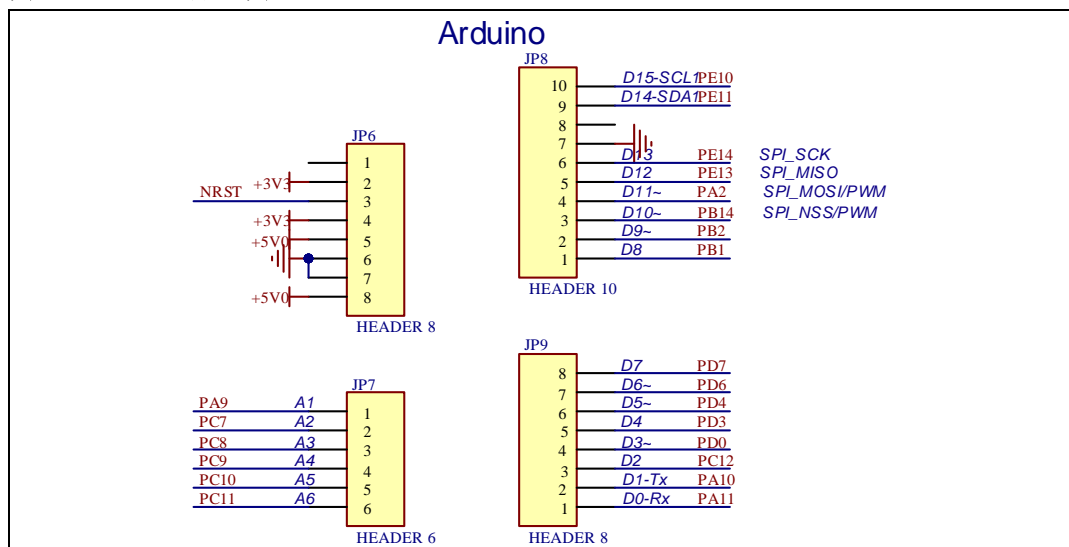 Arduino
JP8
10 D15-SCL1 PE10
9 D14-SDA1 PE11
8
7
6 D13 PE14 SPI_SCK
5 D12 PE13 SPI_MISO
4 D11~ PA2 SPI_MOSI/PWM
3 D10~ PB14 SPI_NSS/PWM
2 D9~ PB2
1 D8 PB1
HEADER 10
JP6
1
+3V3 2
NRST 3
+3V3 4
+5V0 5
6
7
+5V0 8
HEADER 8
JP7
PA9 A1 1
PC7 A2 2
PC8 A3 3
PC9 A4 4
PC10 A5 5
PC11 A6 6
HEADER 6
JP9
8 D7 PD7
7 D6~ PD6
6 D5~ PD4
5 D4 PD3
4 D3~ PD0
3 D2 PC12
2 D1-Tx PA10
1 D0-Rx PA11
HEADER 8